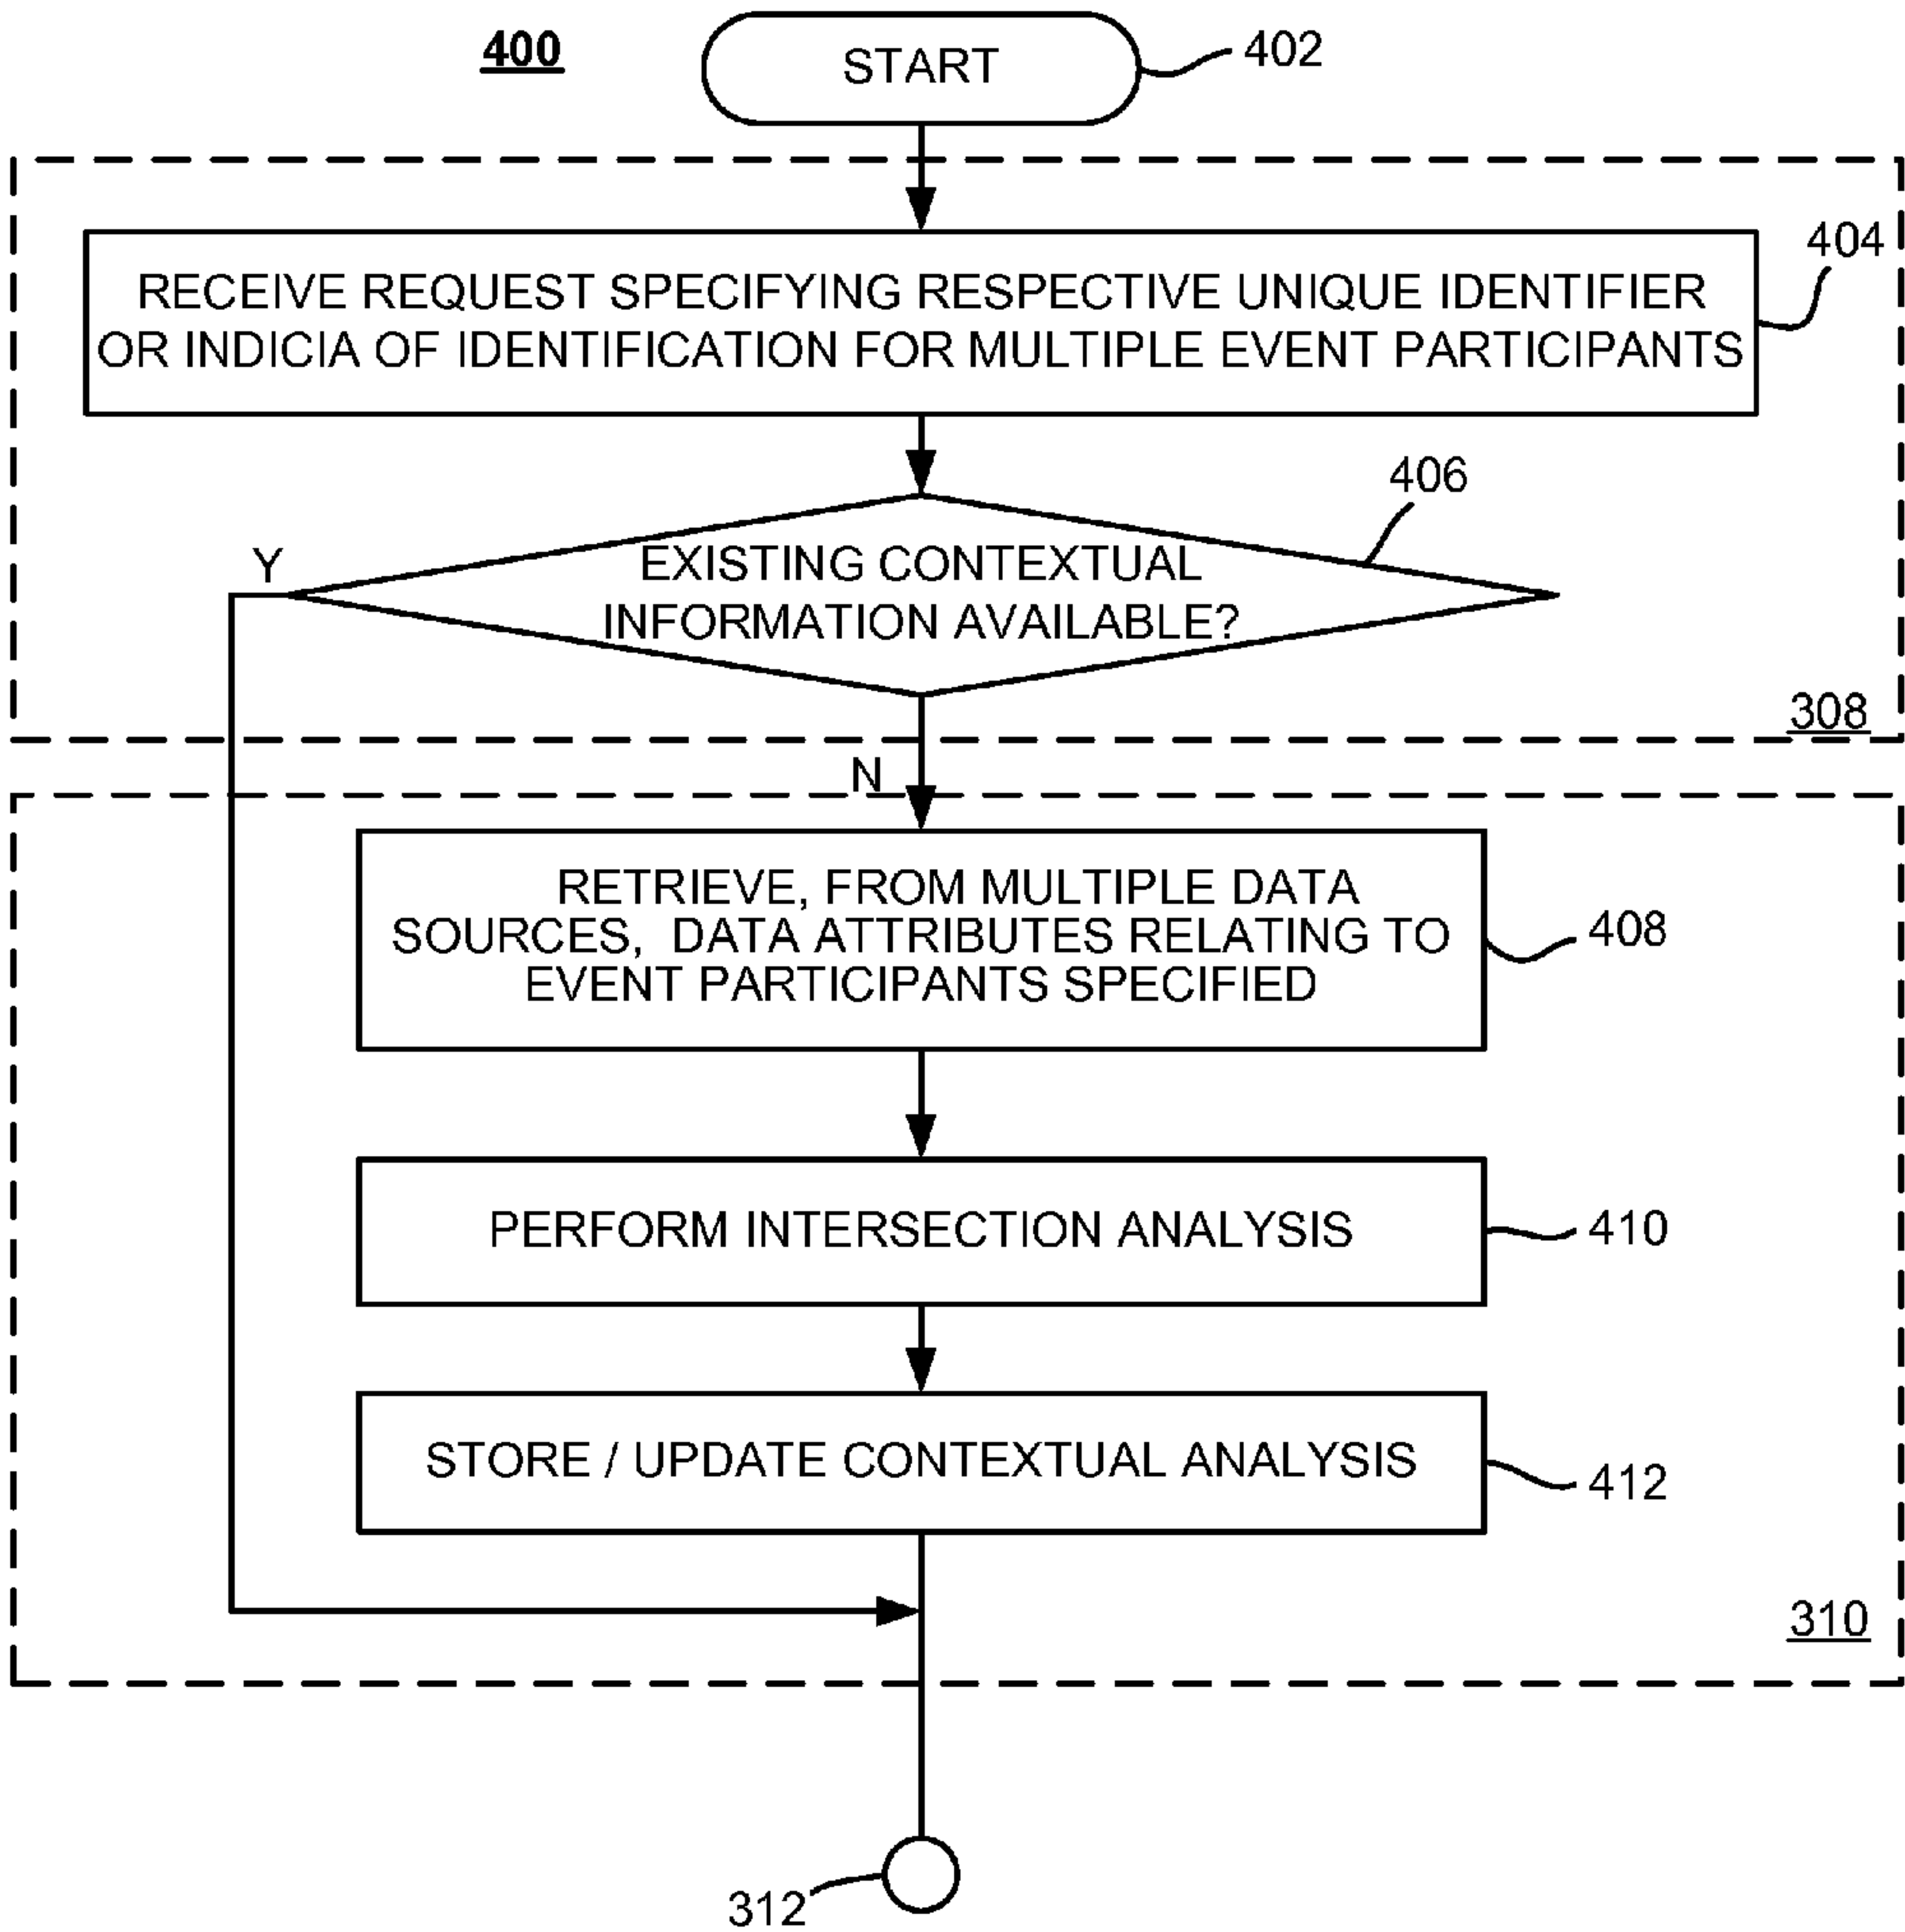 400
START
402
RECEIVE REQUEST SPECIFYING RESPECTIVE UNIQUE IDENTIFIER
OR INDICIA OF IDENTIFICATION FOR MULTIPLE EVENT PARTICIPANTS
404
406
EXISTING CONTEXTUAL
INFORMATION AVAILABLE?
Y
308
N
RETRIEVE, FROM MULTIPLE DATA
SOURCES, DATA ATTRIBUTES RELATING TO
EVENT PARTICIPANTS SPECIFIED
408
PERFORM INTERSECTION ANALYSIS
410
STORE / UPDATE CONTEXTUAL ANALYSIS
412
310
312